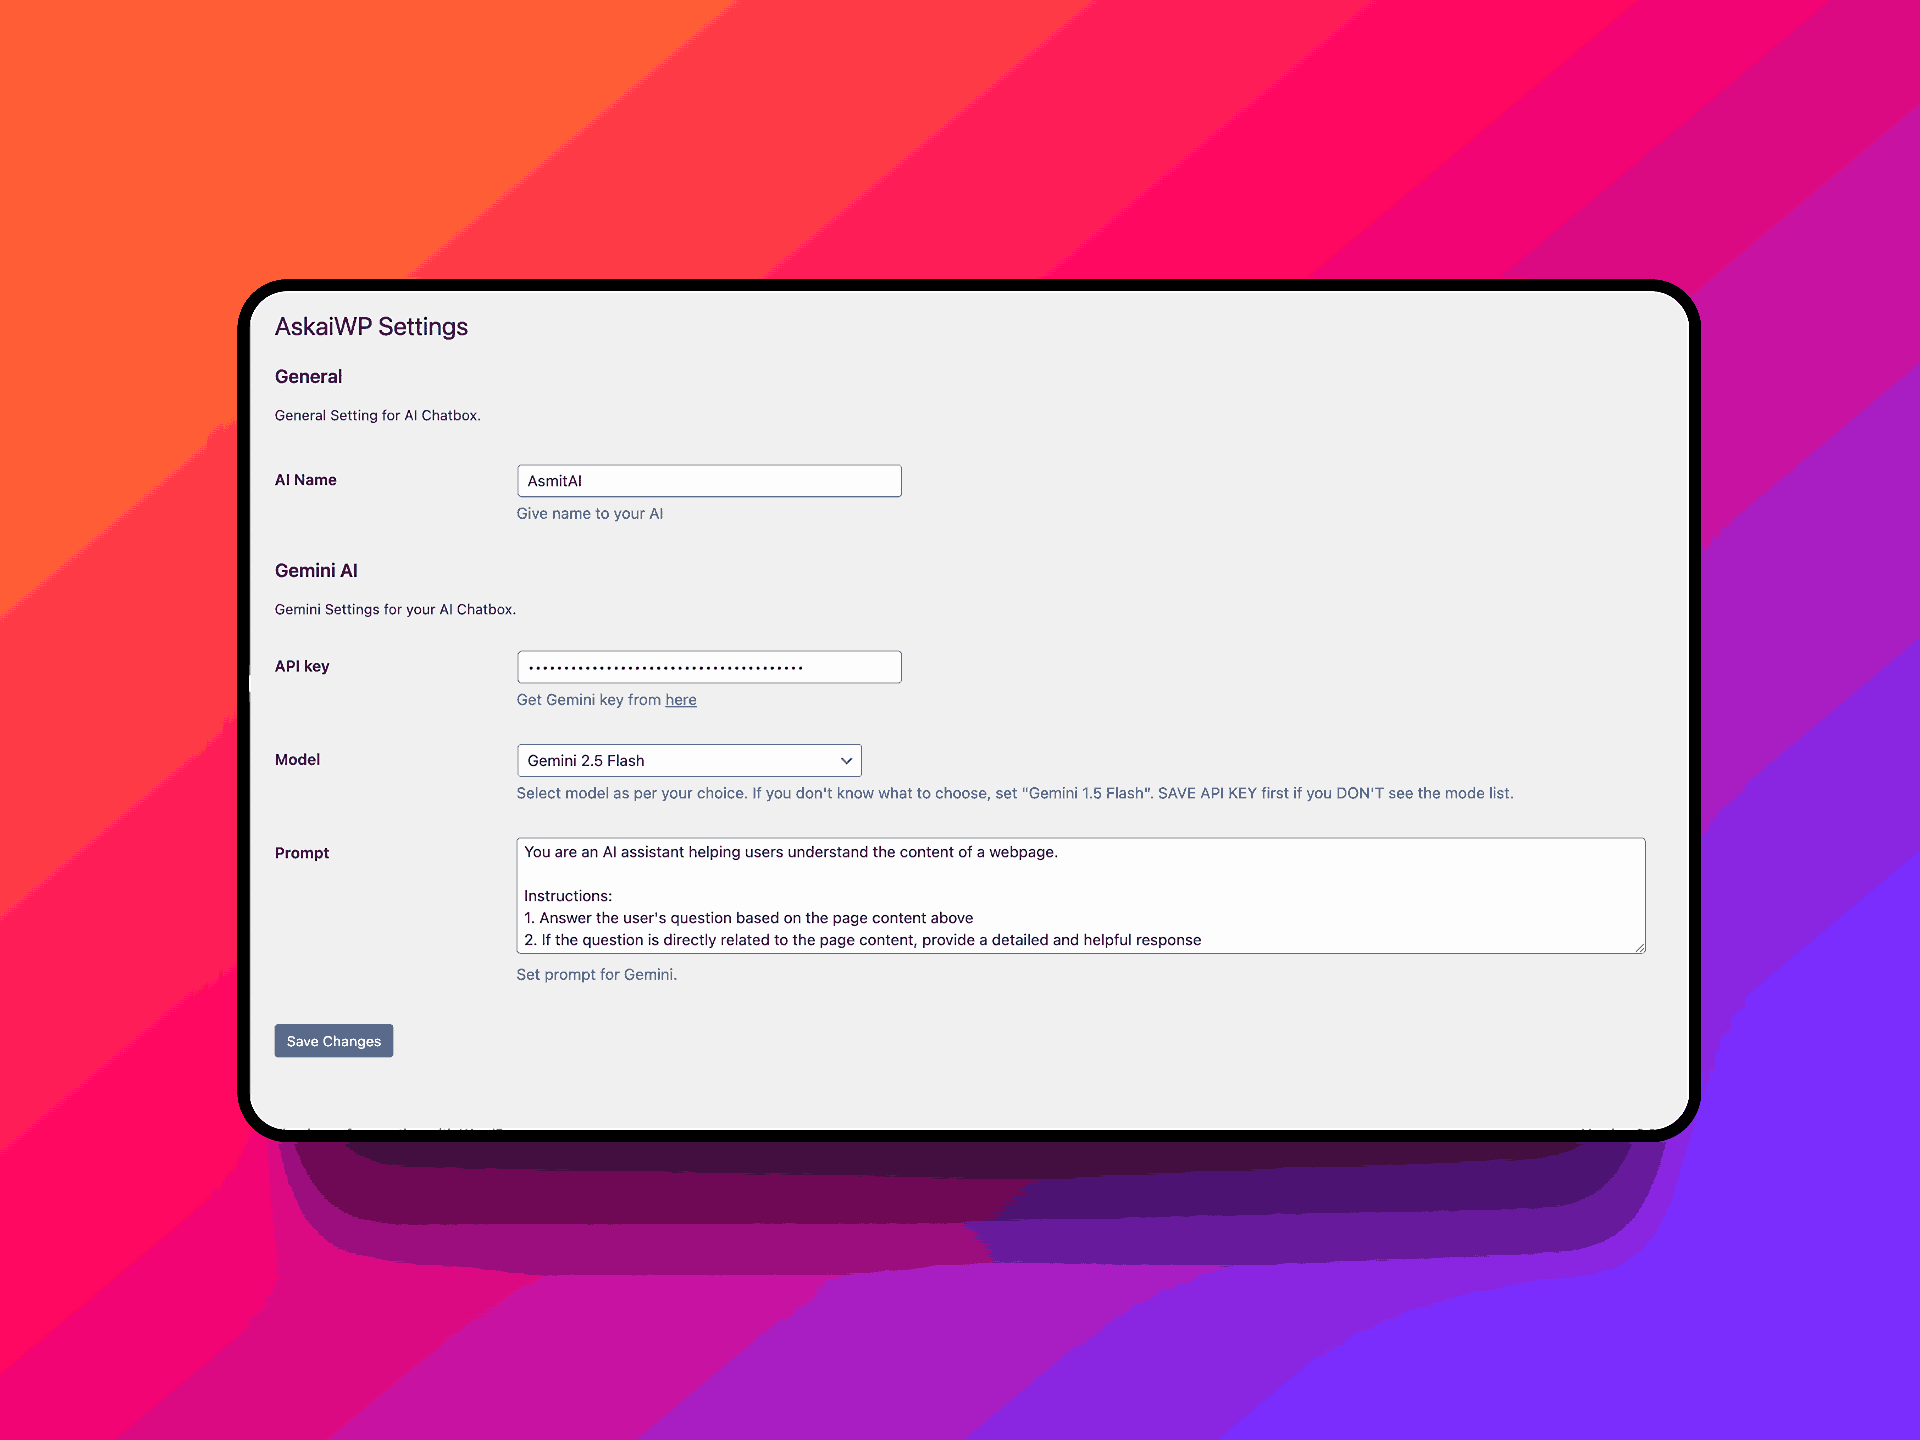 AskaiWP Settings
General
General Setting for AI Chatbox.
AI Name
AsmitAI
Give name to your AI
Gemini AI
Gemini Settings for your AI Chatbox.
API key
Get Gemini key from here
Model
Gemini 2.5 Flash
Select model as per your choice. If you don't know what to choose, set "Gemini 1.5 Flash". SAVE API KEY first if you DON'T see the mode list.
Prompt
You are an AI assistant helping users understand the content of a webpage.
Instructions:
1. Answer the user's question based on the page content above
2. If the question is directly related to the page content, provide a detailed and helpful response
Set prompt for Gemini.
Save Changes